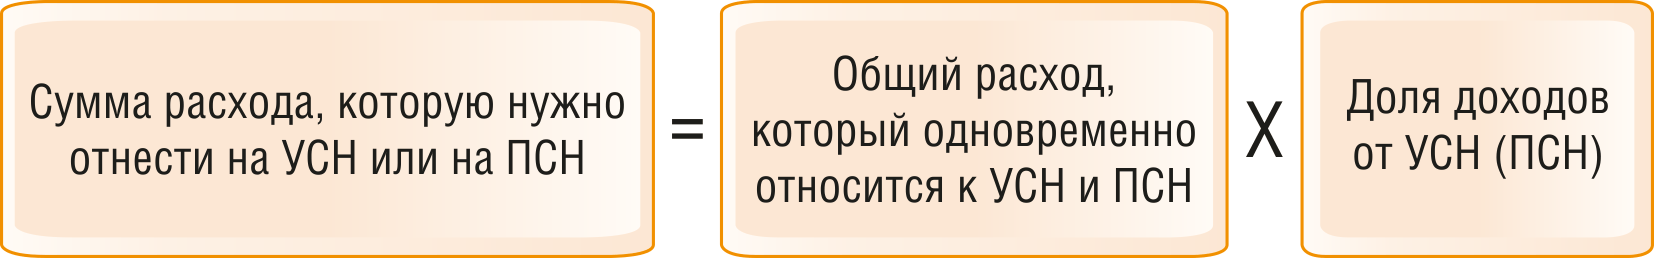 Сумма расхода, которую нужно
отнести на УСН или на ПСН
=
Общий расход,
который одновременно
относится к УСН и ПСН
X
Доля доходов
от УСН (ПСН)